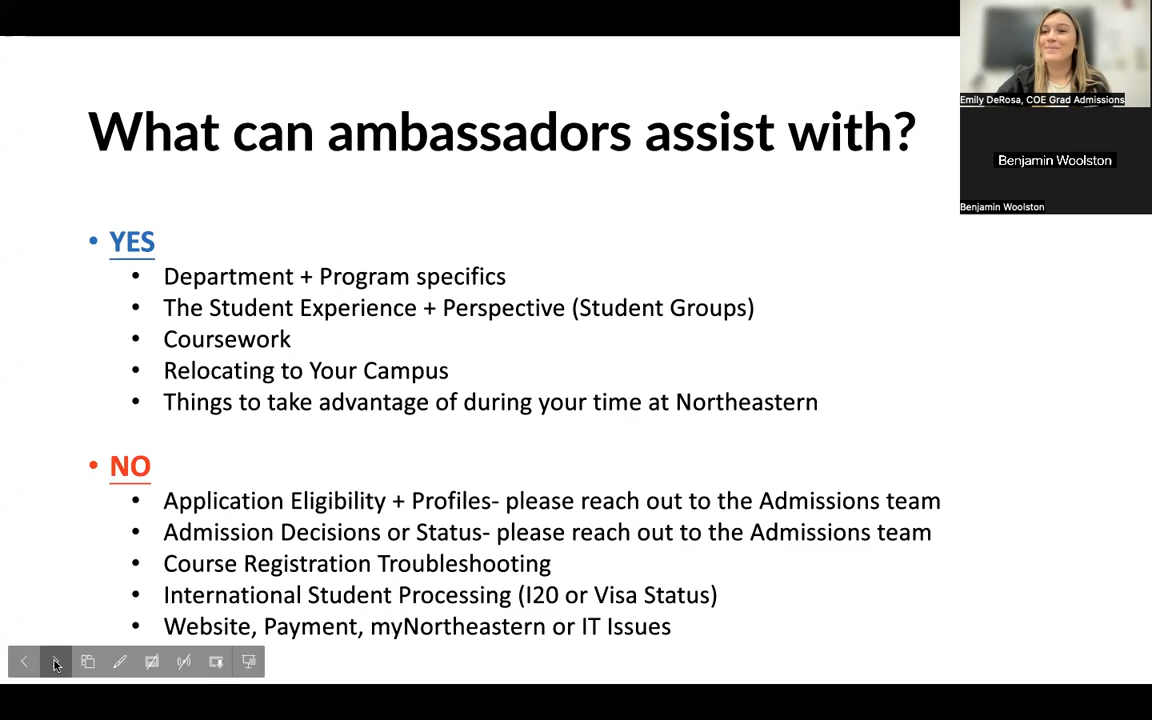 What can ambassadors assist with?
• YES
• Department + Program specifics
• The Student Experience + Perspective (Student Groups)
• Coursework
• Relocating to Your Campus
• Things to take advantage of during your time at Northeastern
• NO
• Application Eligibility + Profiles- please reach out to the Admissions team
• Admission Decisions or Status- please reach out to the Admissions team
• Course Registration Troubleshooting
• International Student Processing (I20 or Visa Status)
• Website, Payment, myNortheastern or IT Issues
Emily DeRosa, COE Grad Admissions
Benjamin Woolston
Benjamin Woolston